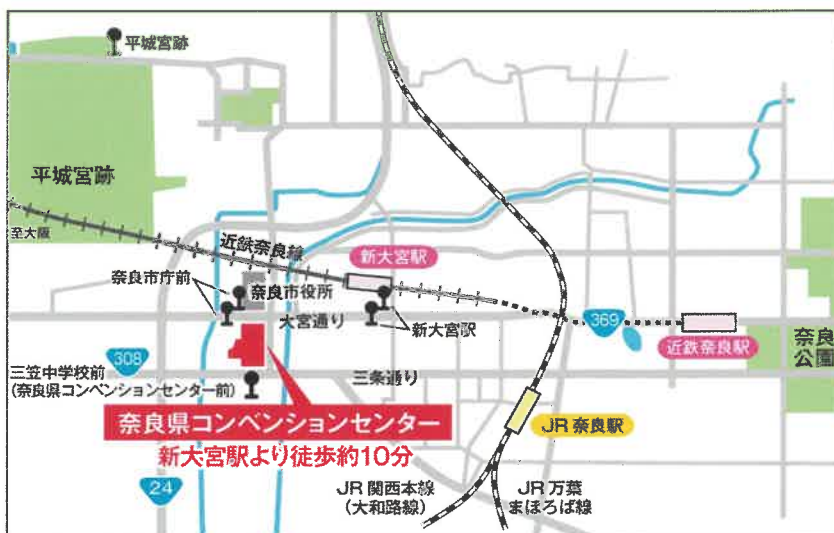 平城宮跡
平城宮跡
至大阪
近鉄奈良線
新大宮駅
奈良市庁前
奈良市役所
大宮通り
新大宮駅
369
近鉄奈良駅
奈良
公園
308
三笠中学校前
(奈良県コンベンションセンター前)
三条通り
奈良県コンベンションセンター
新大宮駅より徒歩約10分
JR 奈良駅
24
JR 関西本線
(大和路線)
JR 万葉
まほろば線